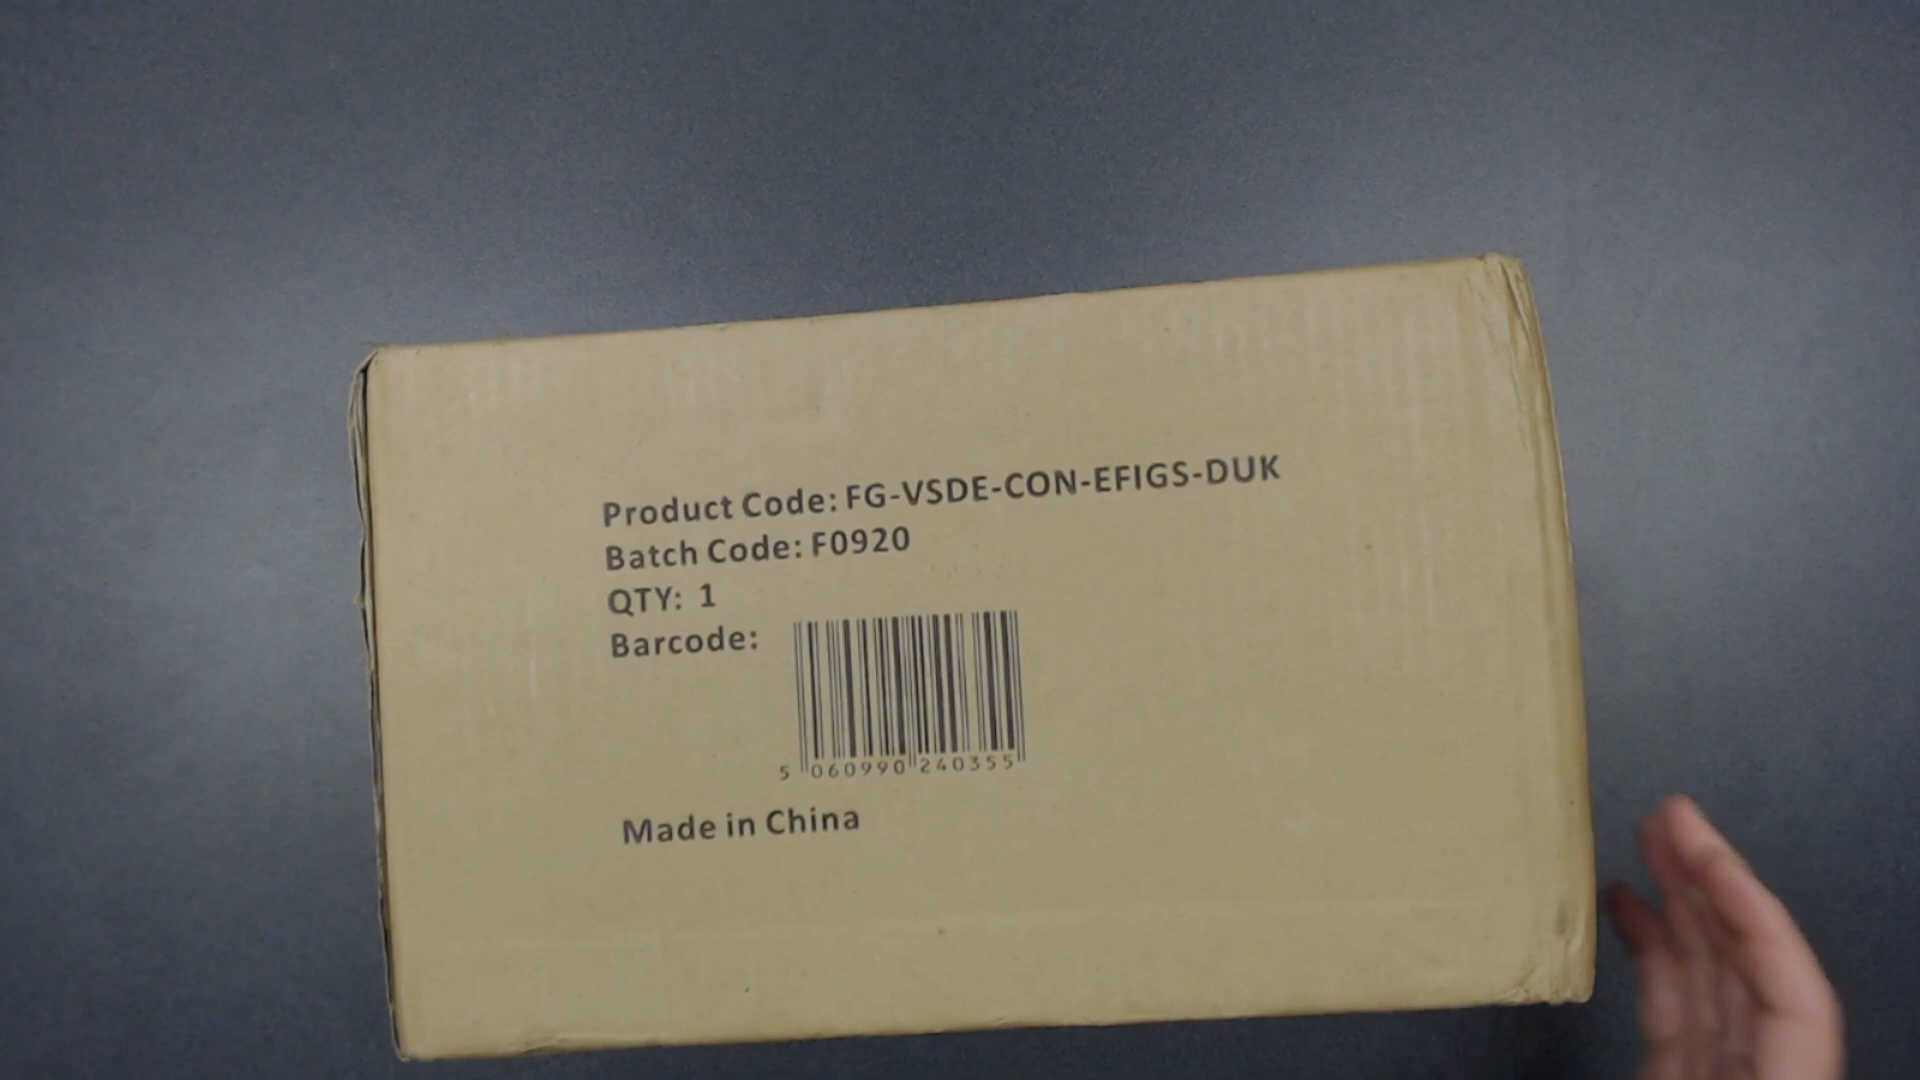 Product Code: FG-VSDE-CON-EFIGS-DUK
Batch Code: F0920
QTY: 1
Barcode:
5 060990 240355
Made in China